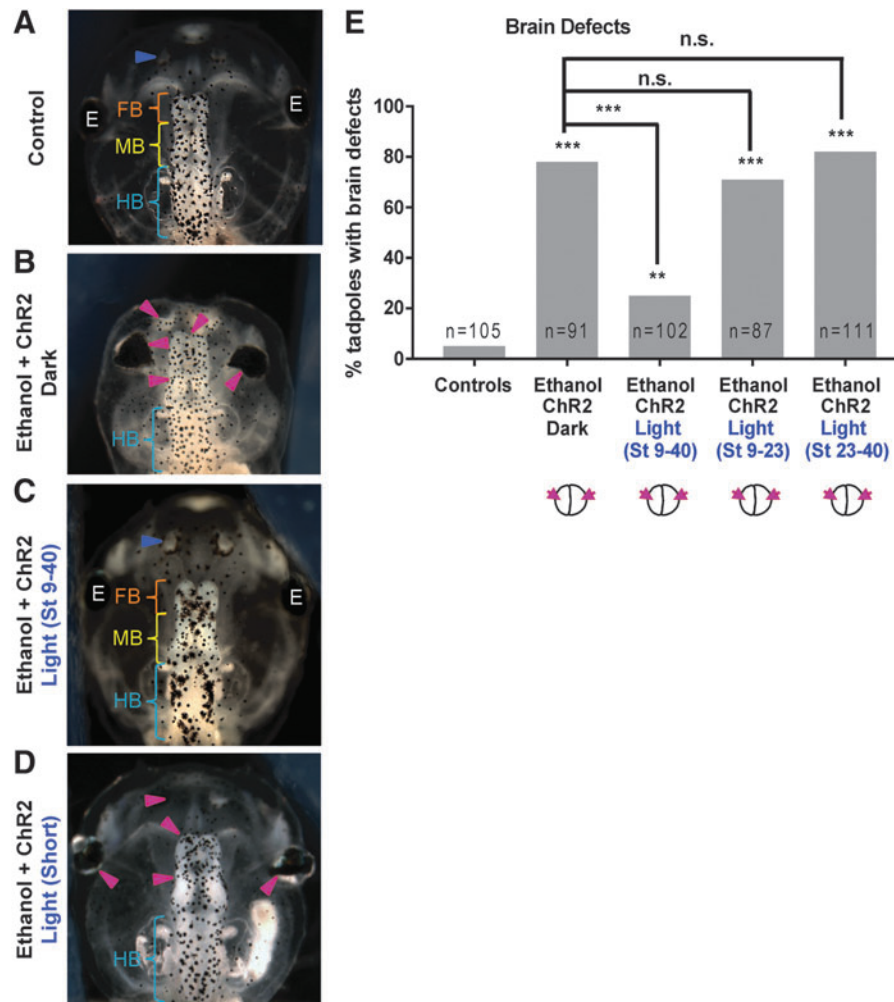 A
Control
E
E
FB
MB
HB
B
Ethanol + ChR2
Dark
HB
C
Ethanol + ChR2
Light (St 9-40)
E
E
FB
MB
HB
D
Ethanol + ChR2
Light (Short)
HB
E
Brain Defects
n.s.
n.s.
***
% tadpoles with brain defects
100
80
60
40
20
0
***
**
***
***
n=105
n=91
n=102
n=87
n=111
Controls
Ethanol
ChR2
Dark
Ethanol
ChR2
Light
(St 9-40)
Ethanol
ChR2
Light
(St 9-23)
Ethanol
ChR2
Light
(St 23-40)